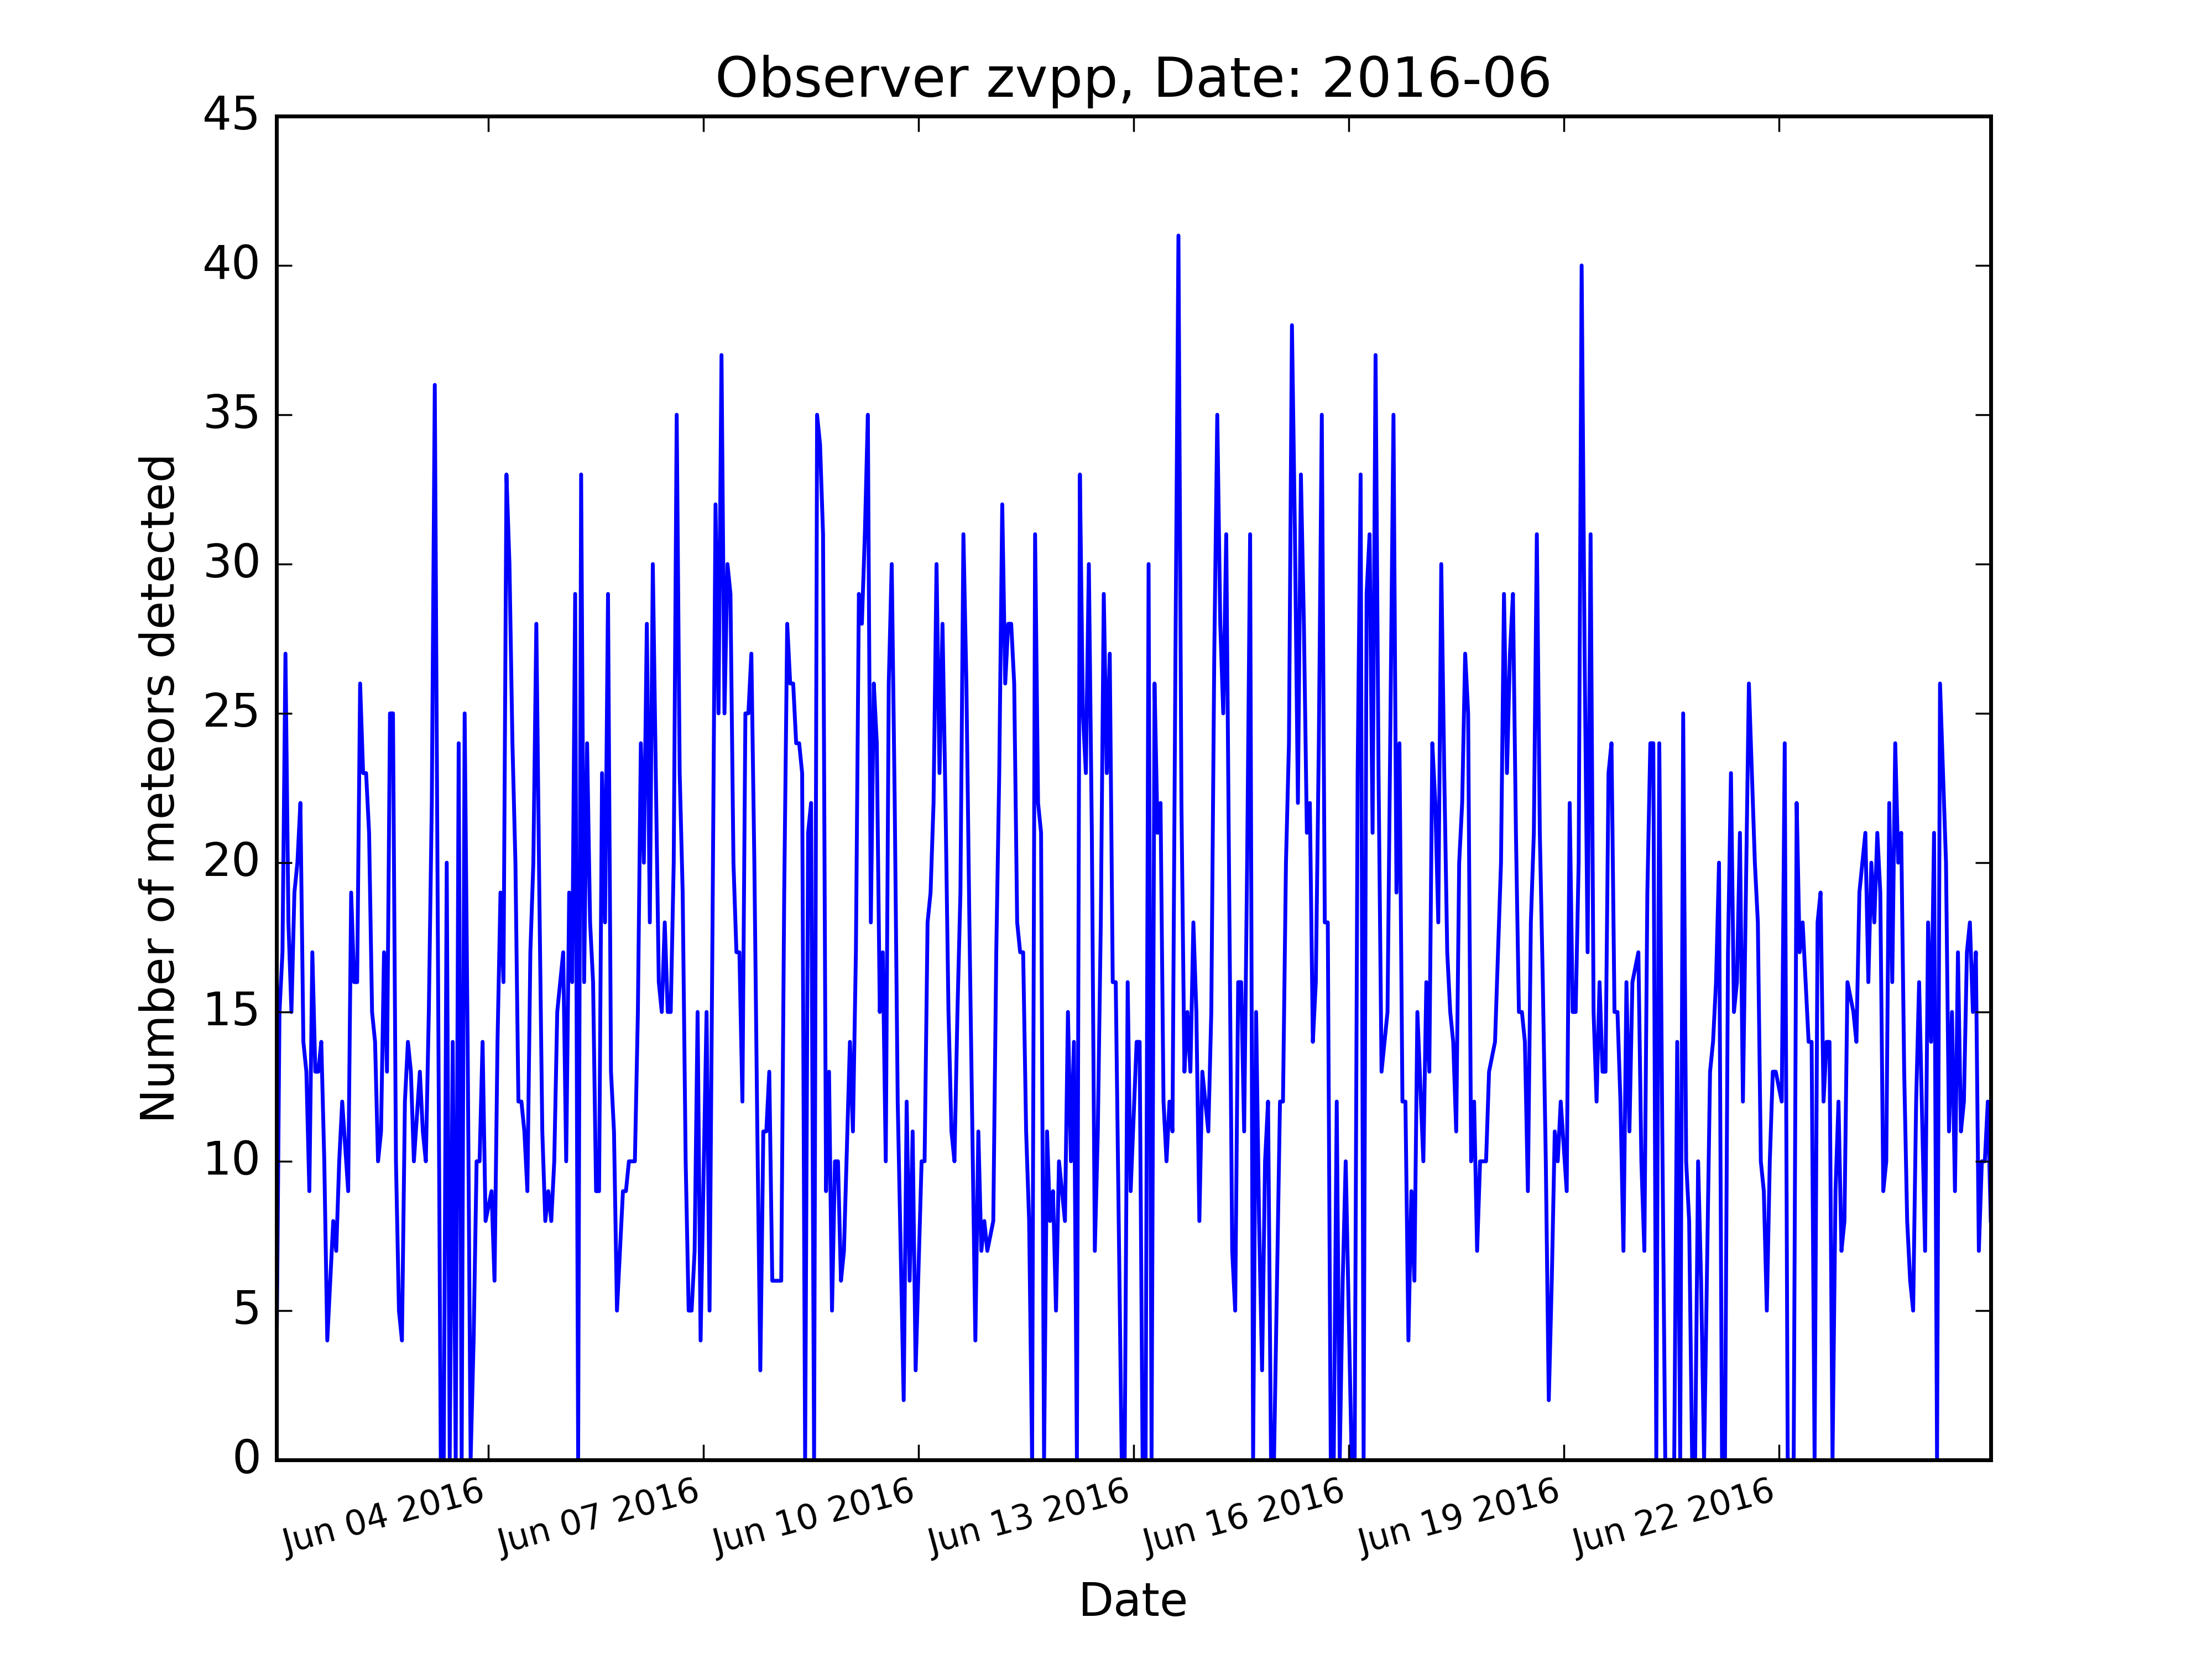 Observer zvpp, Date: 2016-06
45
40
35
30
25
20
15
10
5
0
Number of meteors detected
Jun 04 2016
Jun 07 2016
Jun 10 2016
Jun 13 2016
Jun 16 2016
Jun 19 2016
Jun 22 2016
Date